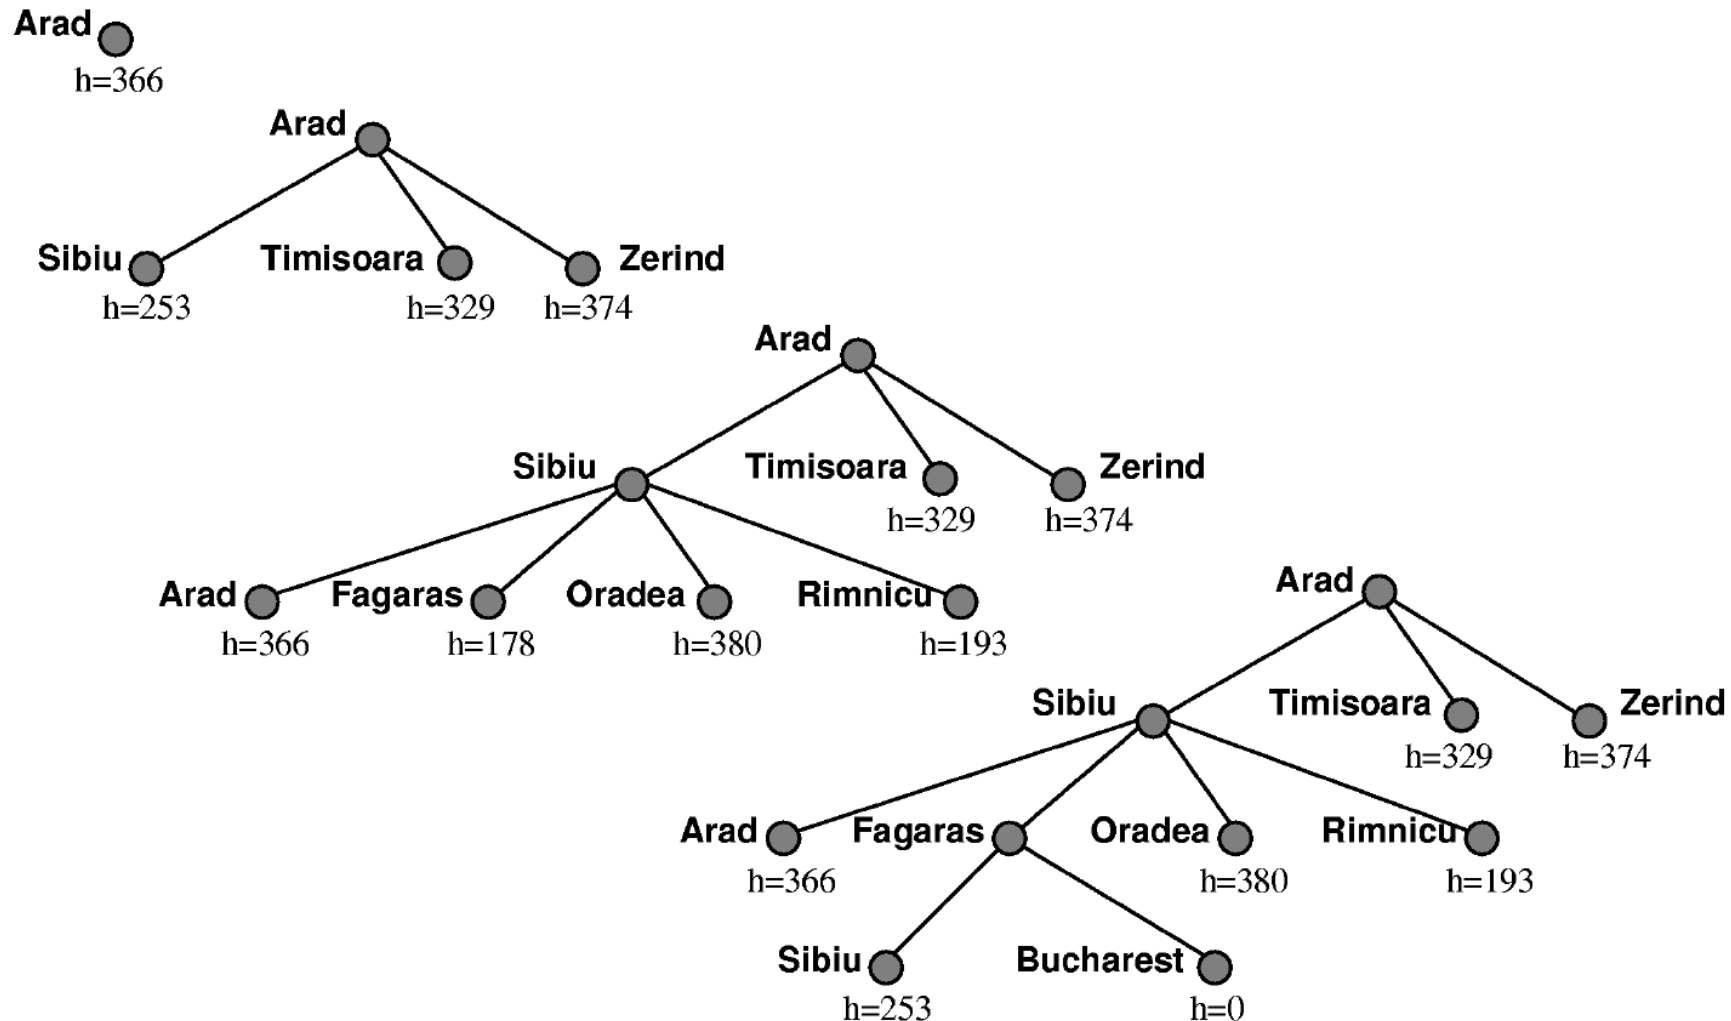 Arad
h=366
Arad
Sibiu Timisoara Zerind
h=253 h=329 h=374
Arad
Sibiu Timisoara Zerind
h=329 h=374
Arad Fagaras Oradea Rimnicu
h=366 h=178 h=380 h=193
Arad
Sibiu Timisoara Zerind
h=329 h=374
Arad Fagaras Oradea Rimnicu
h=366 h=380 h=193
Sibiu Bucharest
h=253 h=0